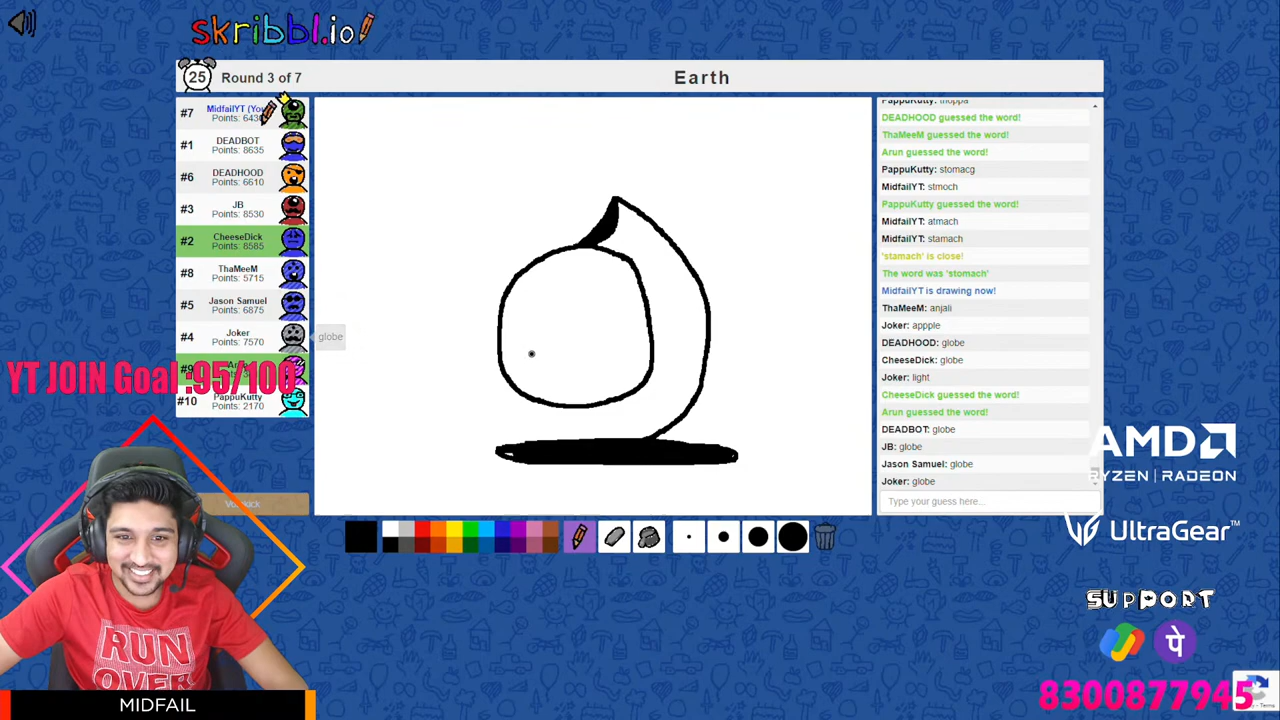 skribbl.io
25
Round 3 of 7
Earth
#7
MidfailYT (You)
Points: 6430
#1
DEADBOT
Points: 8635
#6
DEADHOOD
Points: 6610
#3
JB
Points: 8530
#2
CheeseDick
Points: 8585
#8
ThaMeeM
Points: 5715
#5
Jason Samuel
Points: 6875
#4
Joker
Points: 7570
globe
#9
#10
PappuKutty
Points: 2170
YT JOIN Goal :95/100
PappuKutty: thoppa
DEADHOOD guessed the word!
ThaMeeM guessed the word!
Arun guessed the word!
PappuKutty: stomacg
MidfailYT: stmoch
PappuKutty guessed the word!
MidfailYT: atmach
MidfailYT: stamach
'stamach' is close!
The word was 'stomach'
MidfailYT is drawing now!
ThaMeeM: anjali
Joker: appple
DEADHOOD: globe
CheeseDick: globe
Joker: light
CheeseDick guessed the word!
Arun guessed the word!
DEADBOT: globe
JB: globe
Jason Samuel: globe
Joker: globe
Type your guess here...
AMD
RYZEN | RADEON
UltraGear™
SUPPORT
पे
8300877945
RUN
OVER
MIDFAIL